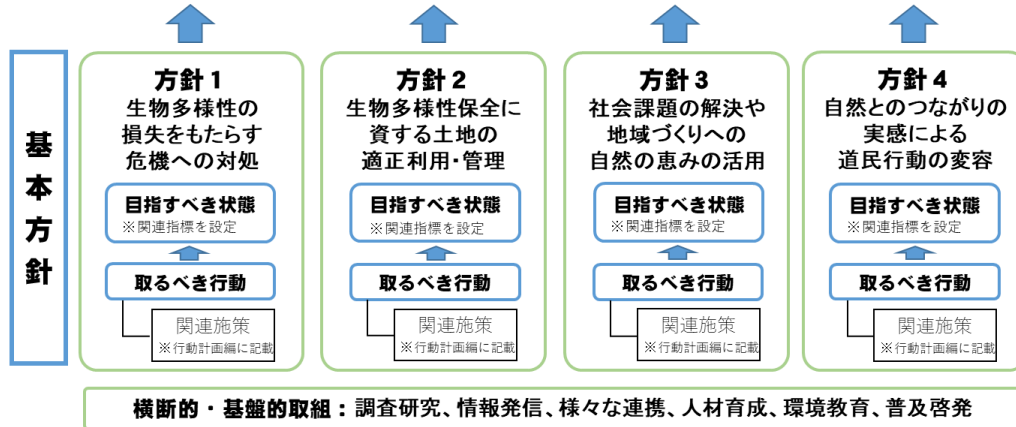 基本方針
方針1
生物多様性の
損失をもたらす
危機への対処
目指すべき状態
※関連指標を設定
取るべき行動
関連施策
※行動計画編に記載
方針2
生物多様性保全に
資する土地の
適正利用・管理
目指すべき状態
※関連指標を設定
取るべき行動
関連施策
※行動計画編に記載
方針3
社会課題の解決や
地域づくりへの
自然の恵みの活用
目指すべき状態
※関連指標を設定
取るべき行動
関連施策
※行動計画編に記載
方針4
自然とのつながりの
実感による
道民行動の変容
目指すべき状態
※関連指標を設定
取るべき行動
関連施策
※行動計画編に記載
横断的・基盤的取組：調査研究、情報発信、様々な連携、人材育成、環境教育、普及啓発